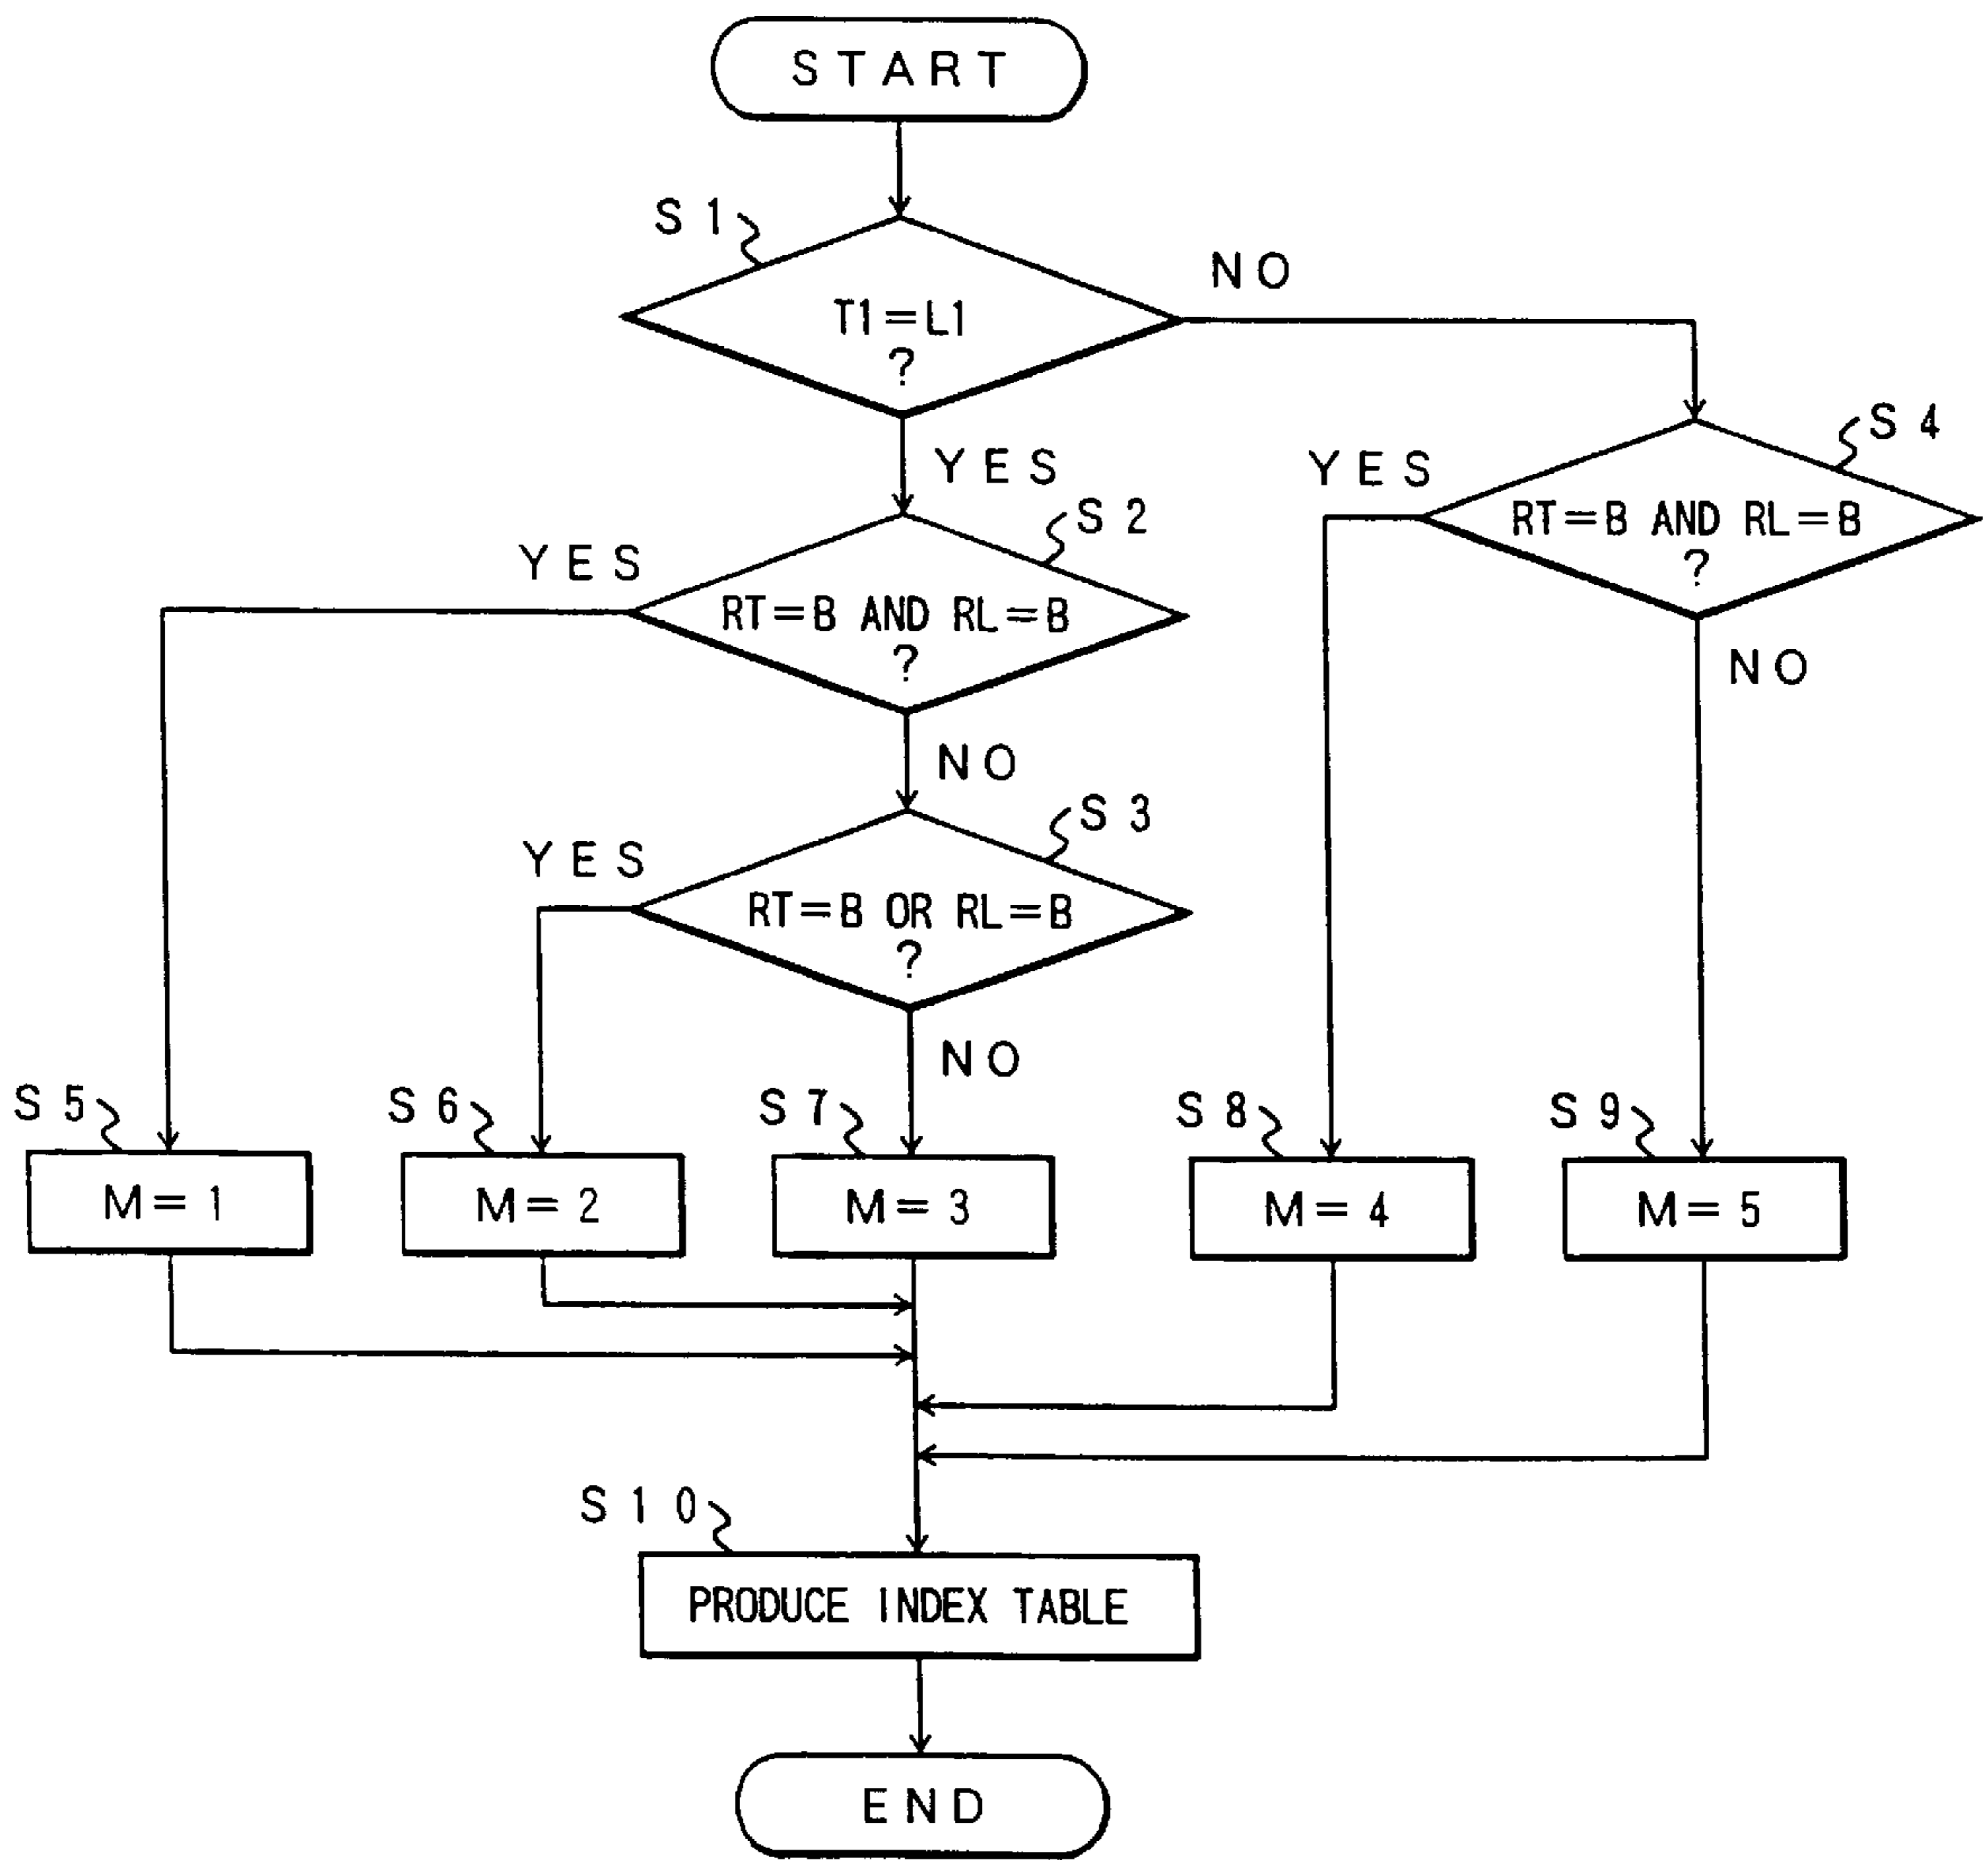 START
S1
T1=L1
?
NO
YES
S4
YES
RT=B AND RL=B
?
NO
S2
YES
RT=B AND RL=B
?
NO
S3
YES
RT=B OR RL=B
?
NO
S5
M=1
S6
M=2
S7
M=3
S8
M=4
S9
M=5
S10
PRODUCE INDEX TABLE
END